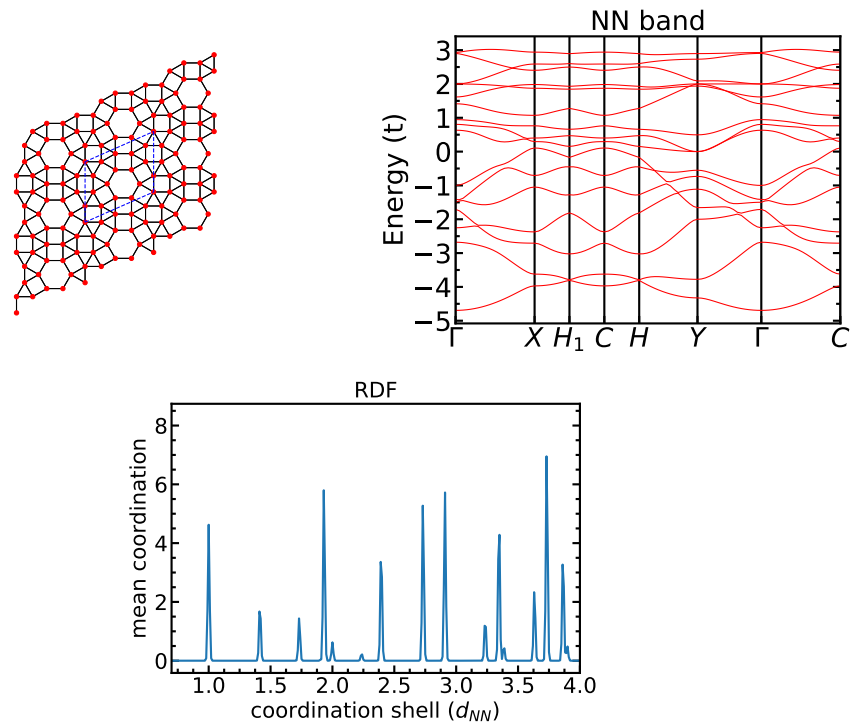 NN band
Energy (t)
3
2
1
0
−1
−2
−3
−4
−5
Γ X H₁ C H Y Γ C
RDF
mean coordination
8
6
4
2
0
1.0 1.5 2.0 2.5 3.0 3.5 4.0
coordination shell (d_NN)